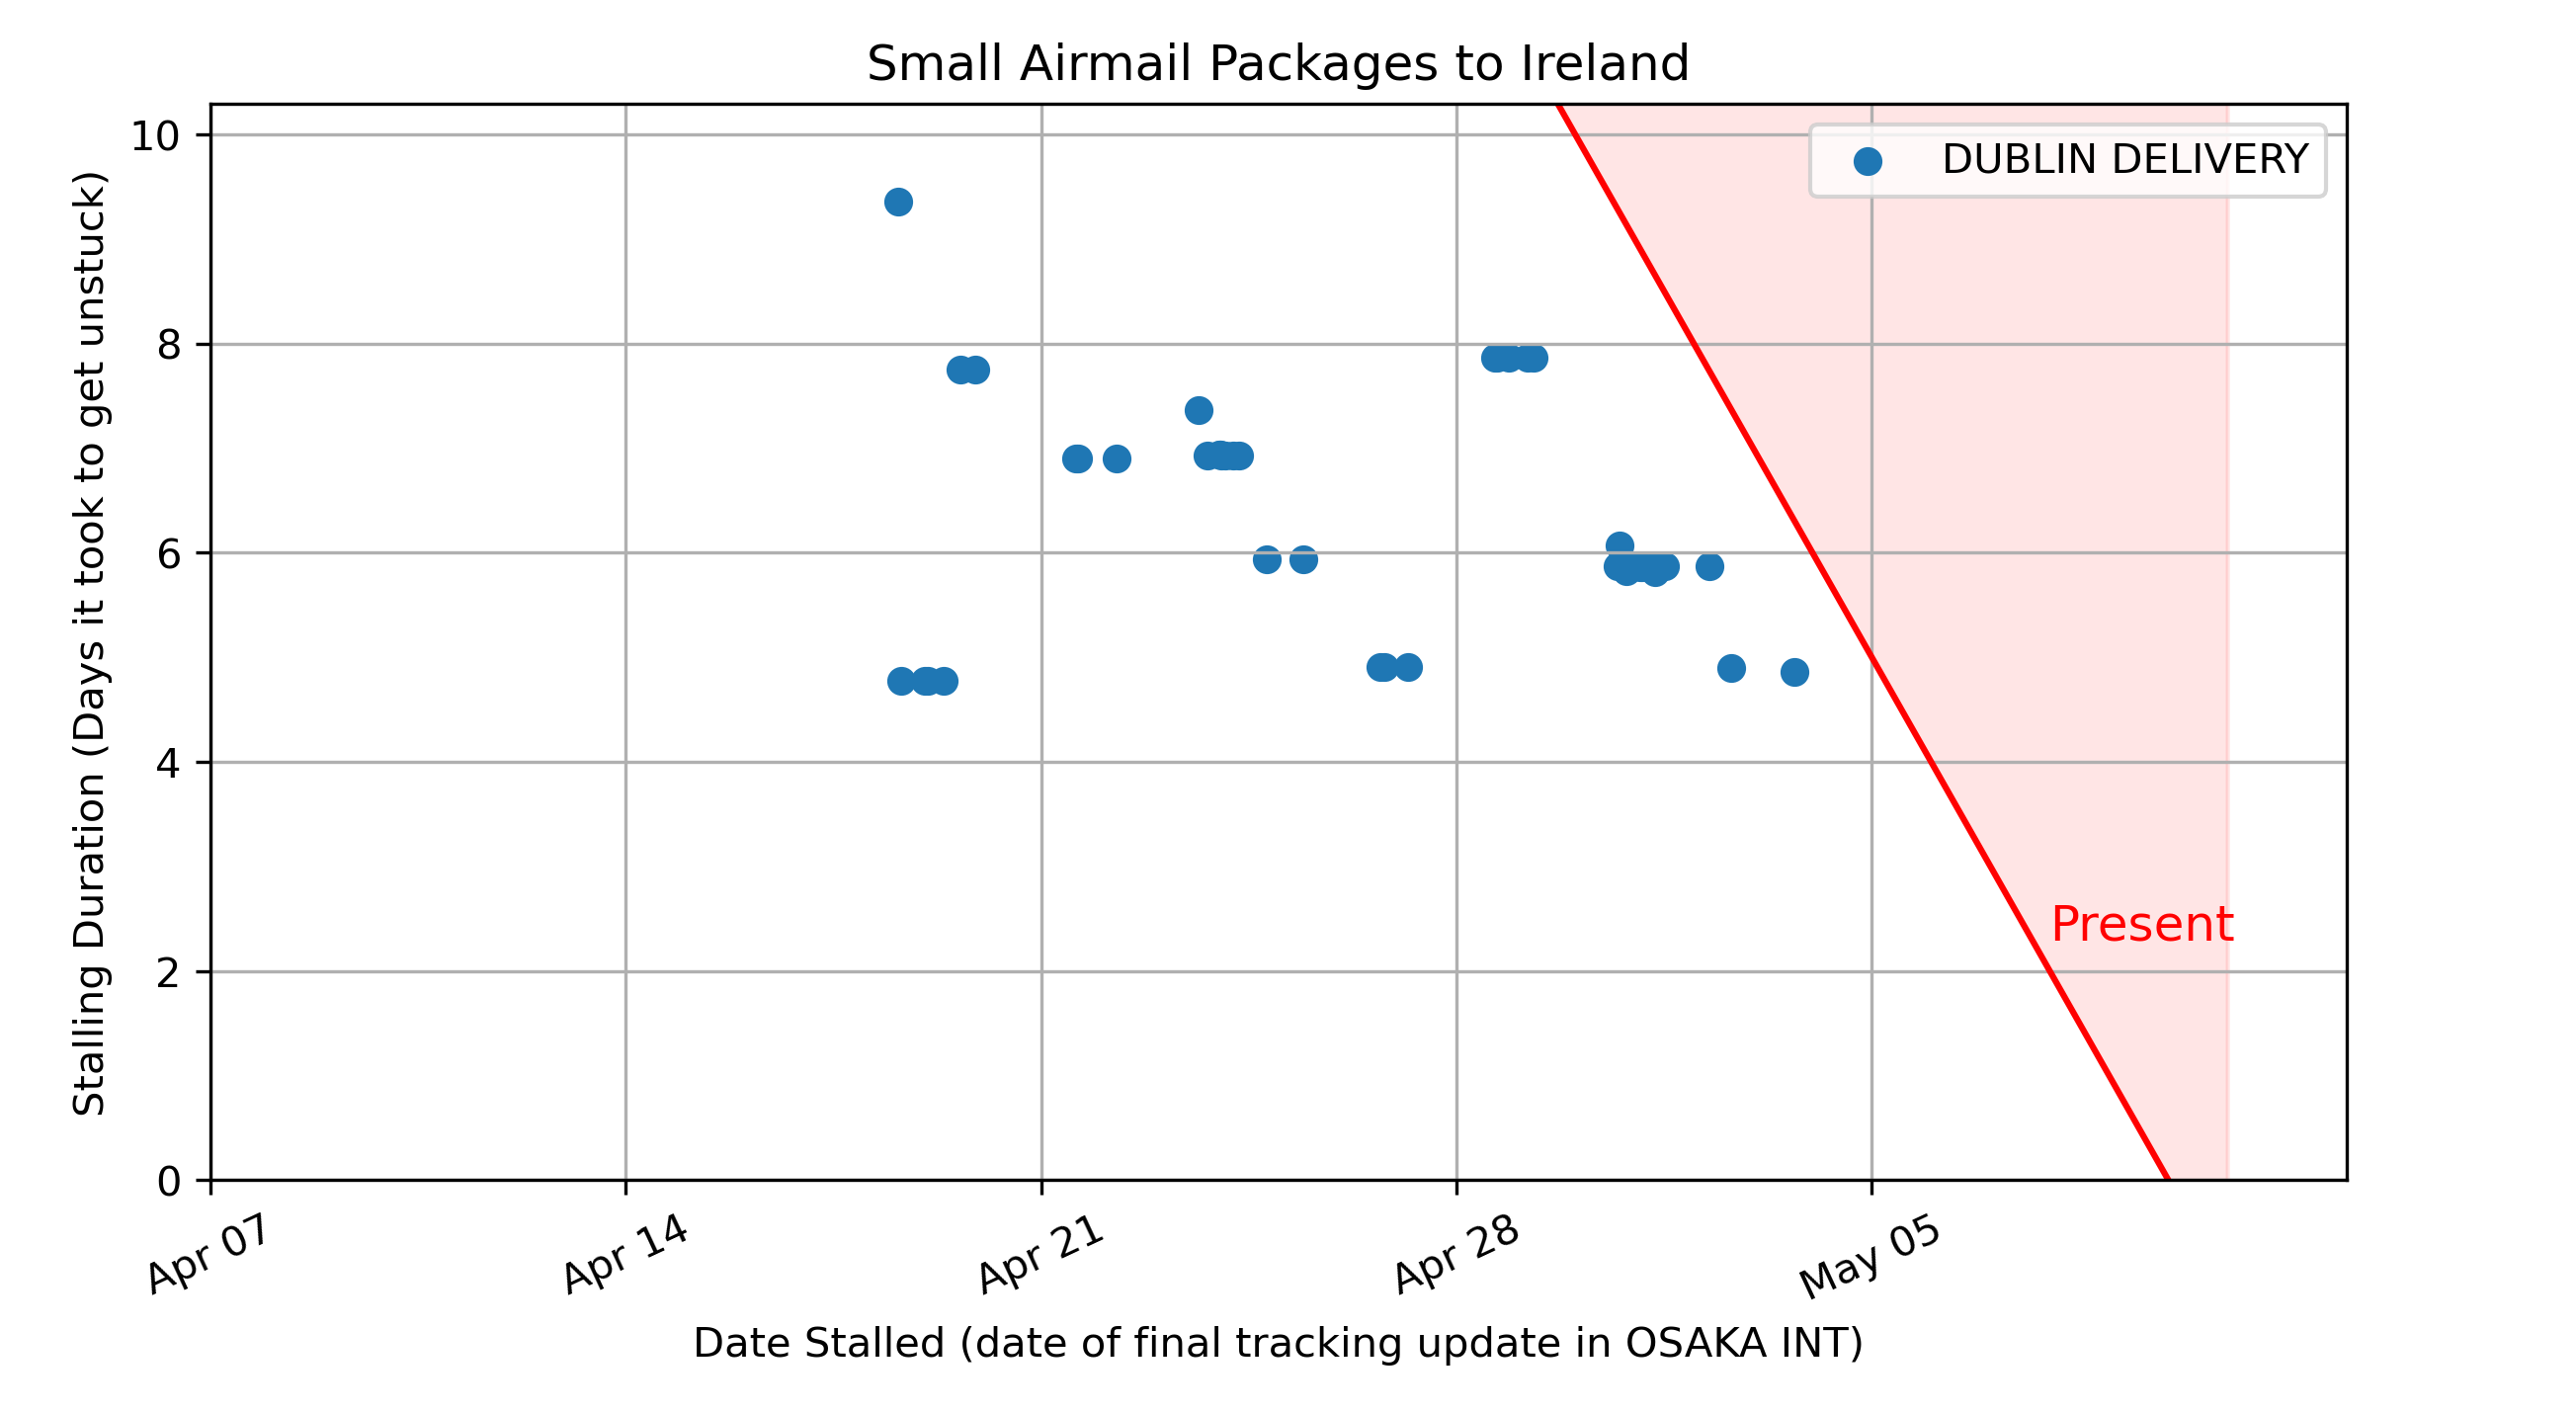 Small Airmail Packages to Ireland
Stalling Duration (Days it took to get unstuck)
10
8
6
4
2
0
DUBLIN DELIVERY
Present
Apr 07
Apr 14
Apr 21
Apr 28
May 05
Date Stalled (date of final tracking update in OSAKA INT)